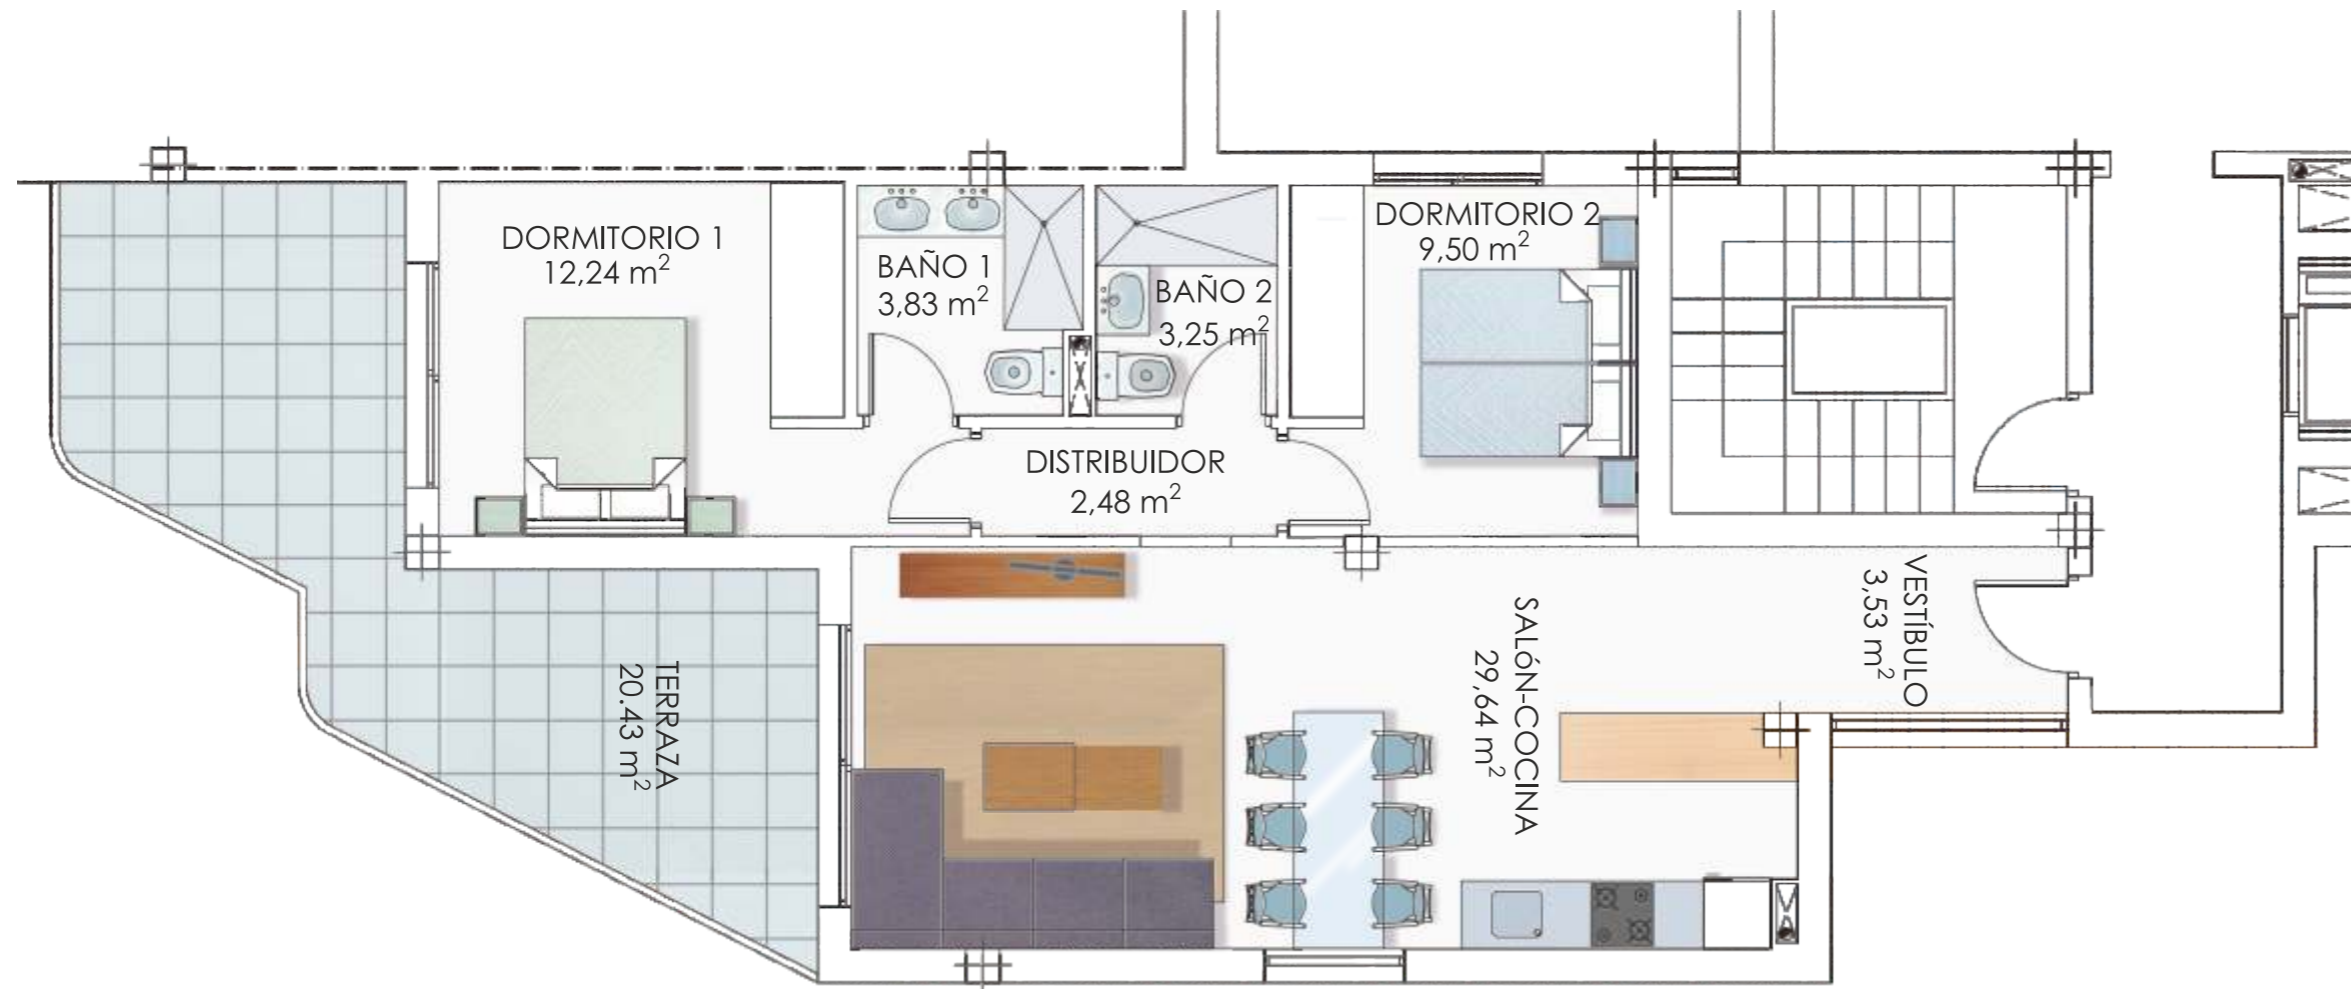 DORMITORIO 1
12,24 m²
BAÑO 1
3,83 m²
BAÑO 2
3,25 m²
DORMITORIO 2
9,50 m²
DISTRIBUIDOR
2,48 m²
TERRAZA
20.43 m²
SALóN-COCINA
29,64 m²
VESTÍBULO
3,53 m²